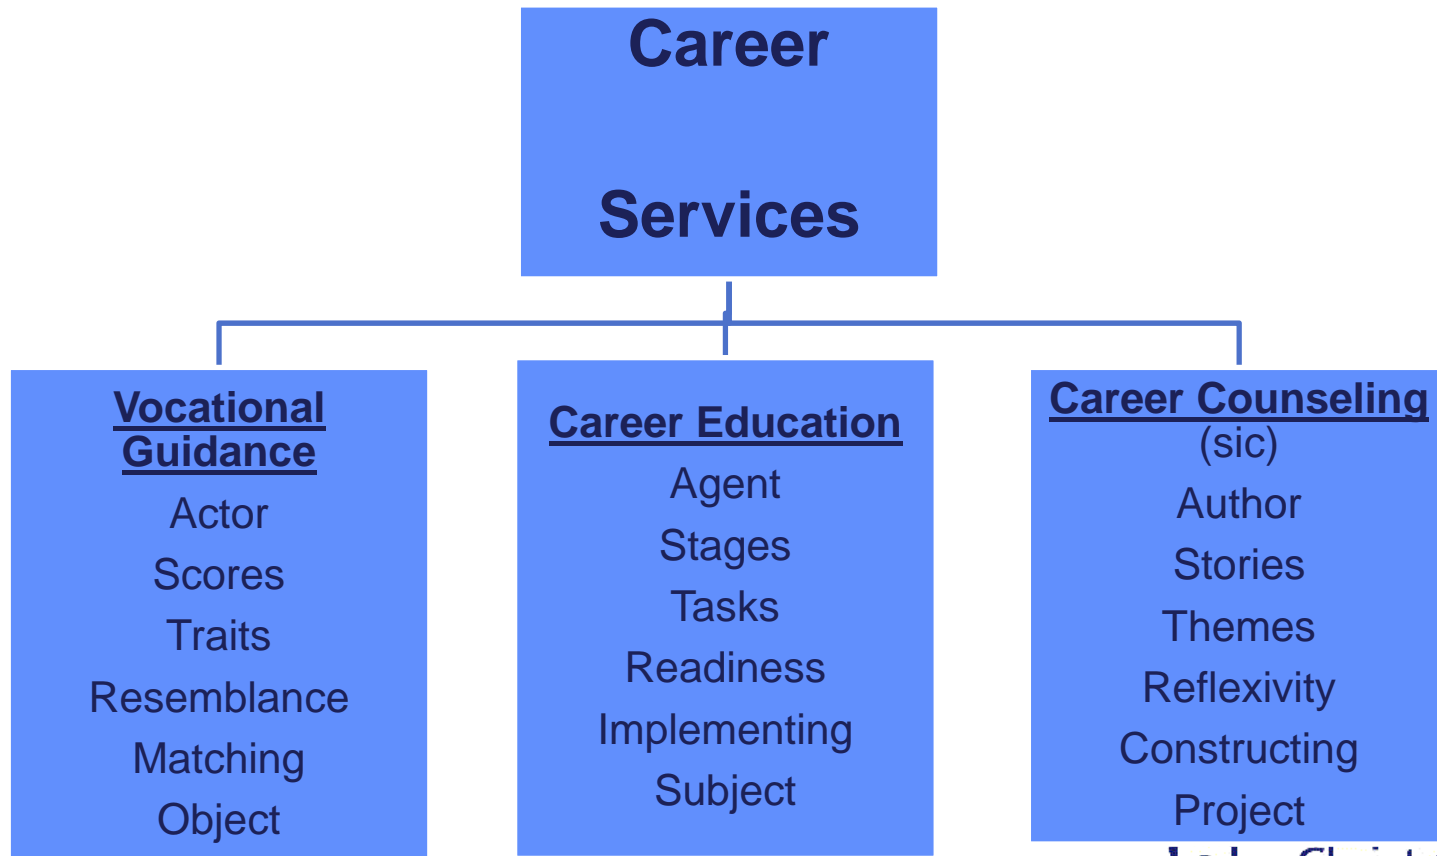 Career
Services
Vocational
Guidance
Actor
Scores
Traits
Resemblance
Matching
Object
Career Education
Agent
Stages
Tasks
Readiness
Implementing
Subject
Career Counseling
(sic)
Author
Stories
Themes
Reflexivity
Constructing
Project